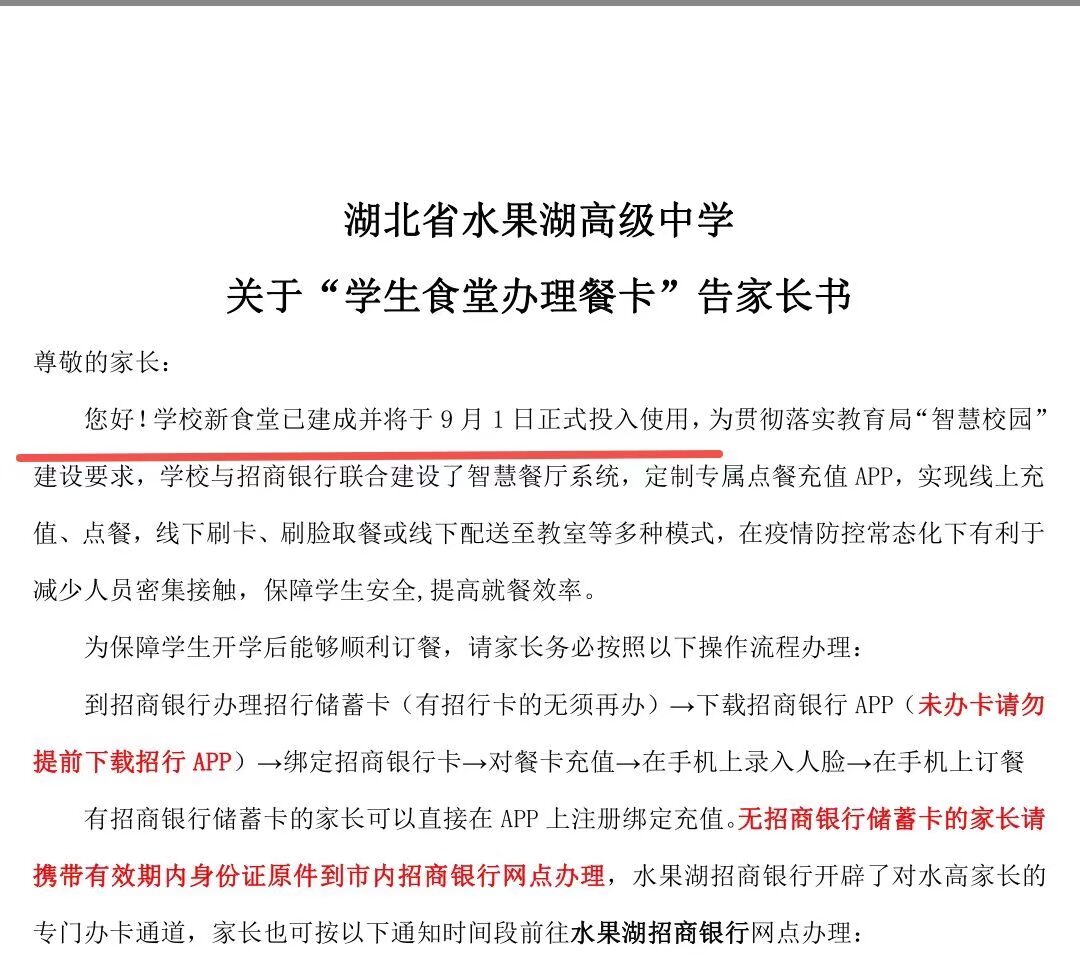 湖北省水果湖高级中学
关于“学生食堂办理餐卡”告家长书
尊敬的家长：
您好！学校新食堂已建成并将于 9 月 1 日正式投入使用，为贯彻落实教育局“智慧校园”
建设要求，学校与招商银行联合建设了智慧餐厅系统，定制专属点餐充值 APP，实现线上充
值、点餐，线下刷卡、刷脸取餐或线下配送至教室等多种模式，在疫情防控常态化下有利于
减少人员密集接触，保障学生安全,提高就餐效率。
为保障学生开学后能够顺利订餐，请家长务必按照以下操作流程办理：
到招商银行办理招行储蓄卡（有招行卡的无须再办）→下载招商银行 APP（未办卡请勿
提前下载招行 APP）→绑定招商银行卡→对餐卡充值→在手机上录入人脸→在手机上订餐
有招商银行储蓄卡的家长可以直接在 APP 上注册绑定充值。无招商银行储蓄卡的家长请
携带有效期内身份证原件到市内招商银行网点办理，水果湖招商银行开辟了对水高家长的
专门办卡通道，家长也可按以下通知时间段前往水果湖招商银行网点办理：